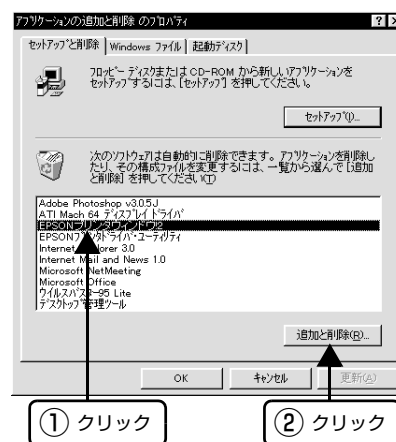 アプリケーションの追加と削除 のプロパティ
セットアップと削除 Windows ファイル 起動ディスク
フロッピー ディスクまたは CD-ROM から新しいアプリケーションを
セットアップするには、[セットアップ] を押してください。
セットアップ(I)...
次のソフトウェアは自動的に削除できます。アプリケーションを削除し
たり、その構成ファイルを変更するには、一覧から選んで [追加
と削除] を押してください(T)
Adobe Photoshop v3.0.5J
ATI Mach 64 ディスプレイ ドライバ
EPSONプリンタウィンドウ2
EPSONプリンタドライバ・ユーティリティ
Internet Explorer 3.0
Internet Mail and News 1.0
Microsoft NetMeeting
Microsoft Office
ウイルスバスター95 Lite
デスクトップ管理ツール
追加と削除(R)...
OK キャンセル 更新(A)
① クリック ② クリック